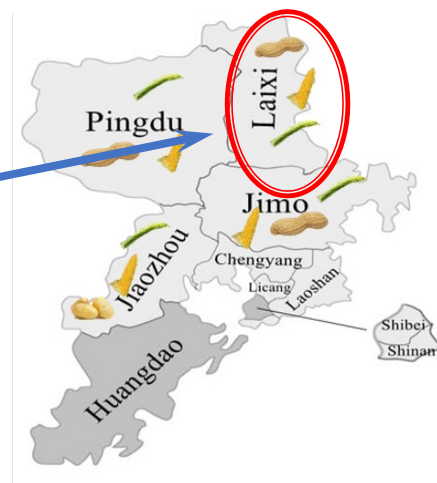 Laixi
Pingdu
Jimo
Chengyang
Jiaozhou
Licang
Laoshan
Shibei
Shinan
Huangdao